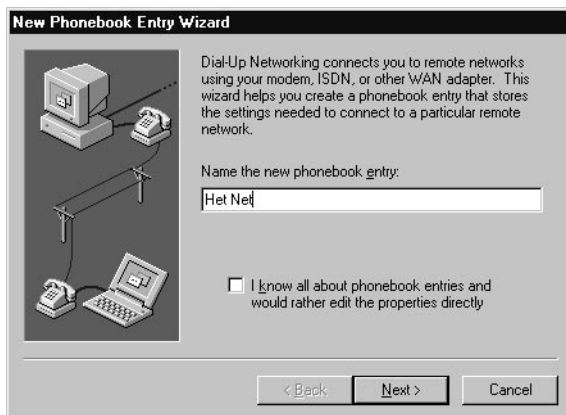 New Phonebook Entry Wizard
Dial-Up Networking connects you to remote networks
using your modem, ISDN, or other WAN adapter. This
wizard helps you create a phonebook entry that stores
the settings needed to connect to a particular remote
network.
Name the new phonebook entry:
Het Net
I know all about phonebook entries and
would rather edit the properties directly
< Back
Next >
Cancel